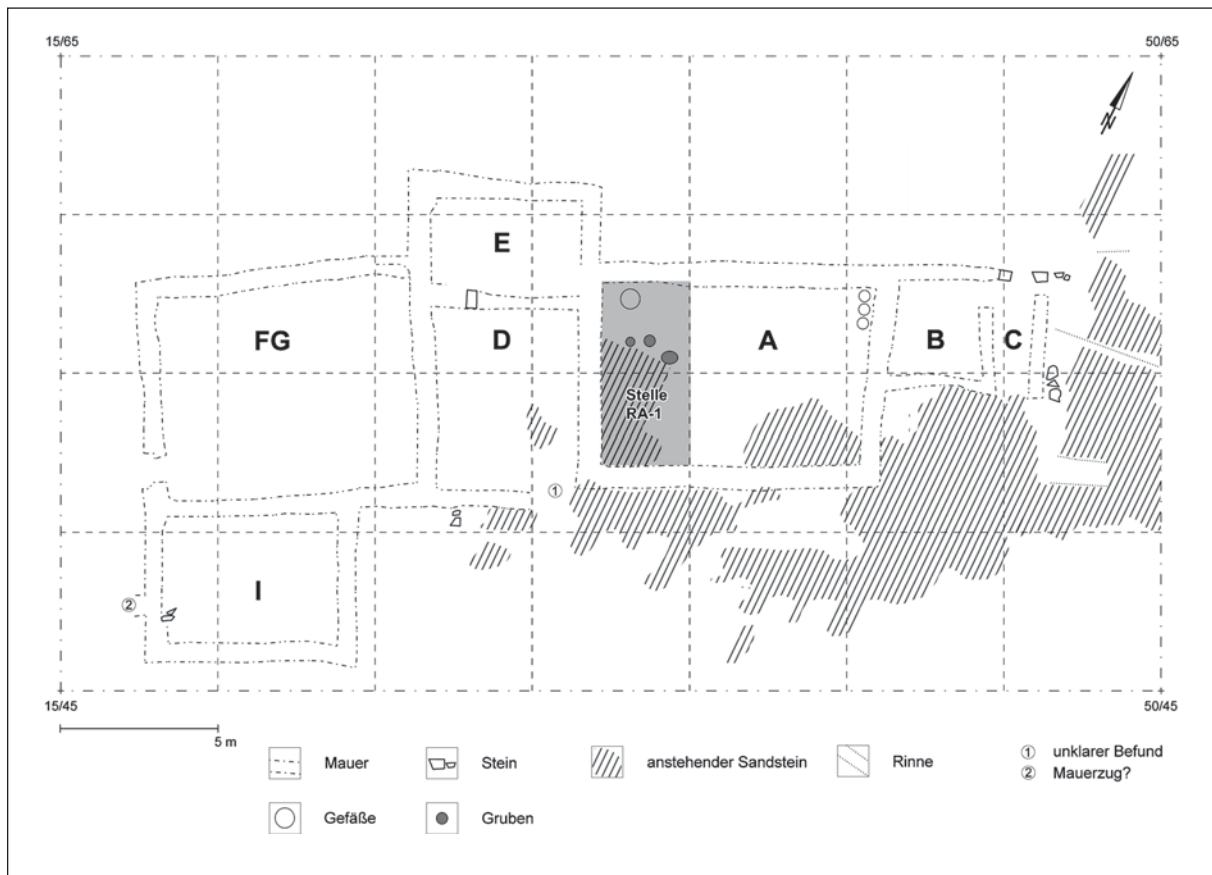 15/65
50/65
N
E
FG
D
A
B
C
Stelle
RA-1
1
I
2
15/45
50/45
5 m
Mauer
Stein
anstehender Sandstein
Rinne
1 unklarer Befund
2 Mauerzug?
Gefäße
Gruben